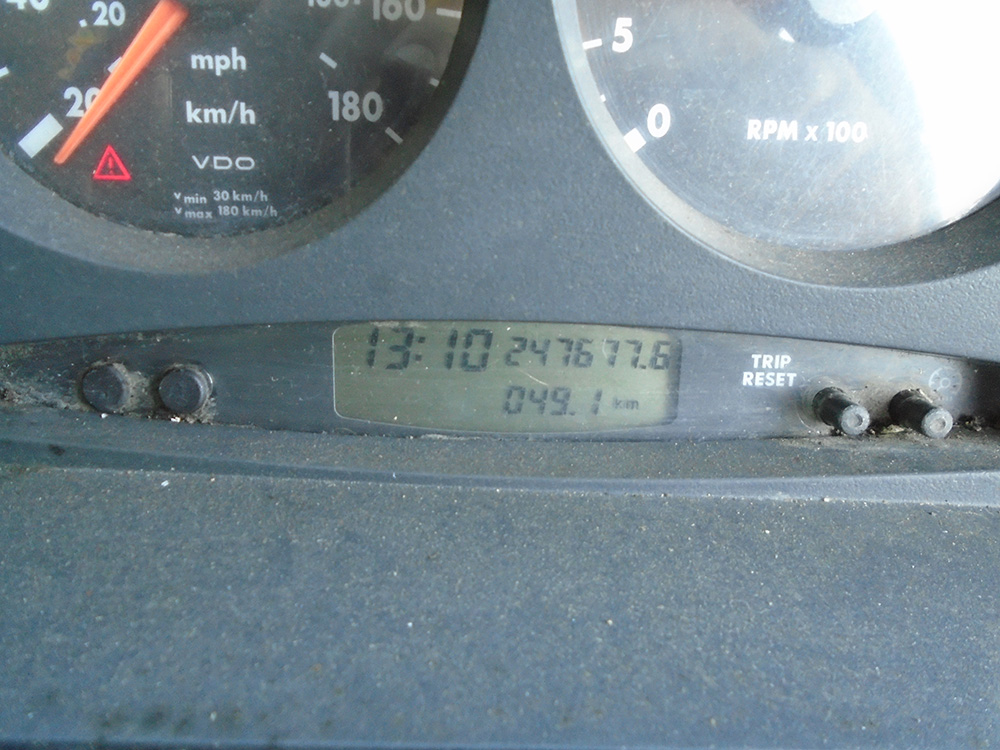 20
160
mph
20
km/h
180
VDO
v min 30 km/h
v max 180 km/h
5
0
RPM x 100
13:10 247677.6
049.1 km
TRIP
RESET